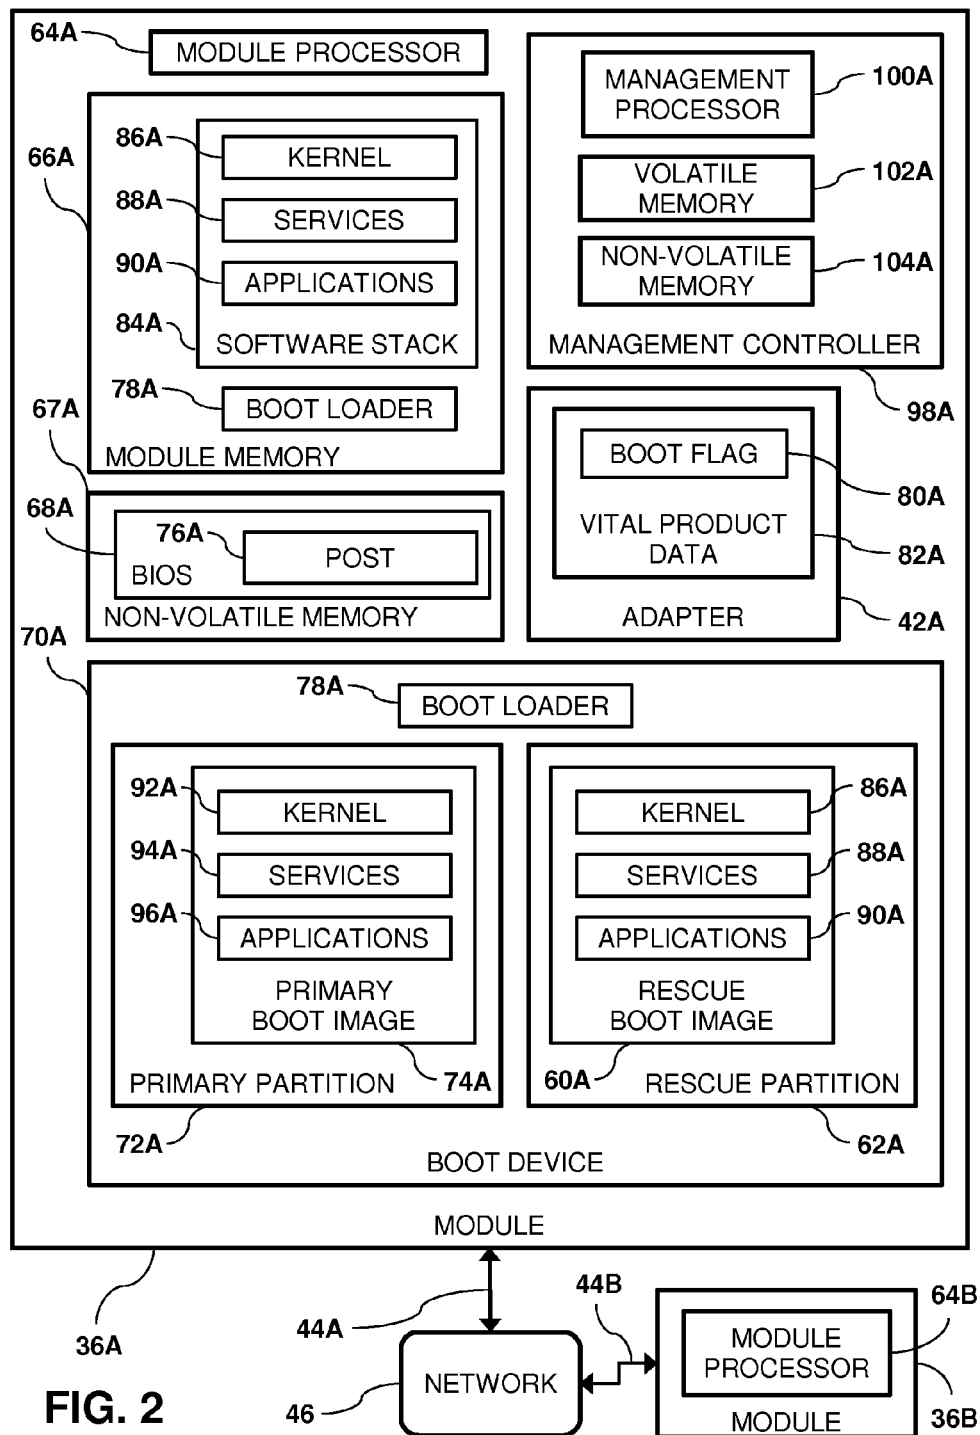 64A
MODULE PROCESSOR
66A
86A
KERNEL
88A
SERVICES
90A
APPLICATIONS
84A
SOFTWARE STACK
78A
BOOT LOADER
MODULE MEMORY
MANAGEMENT
PROCESSOR
100A
VOLATILE
MEMORY
102A
NON-VOLATILE
MEMORY
104A
MANAGEMENT CONTROLLER
98A
67A
68A
76A
POST
BIOS
NON-VOLATILE MEMORY
BOOT FLAG
80A
VITAL PRODUCT
DATA
82A
ADAPTER
42A
70A
78A
BOOT LOADER
92A
KERNEL
94A
SERVICES
96A
APPLICATIONS
PRIMARY
BOOT IMAGE
74A
PRIMARY PARTITION
72A
KERNEL
86A
SERVICES
88A
APPLICATIONS
90A
RESCUE
BOOT IMAGE
60A
RESCUE PARTITION
62A
BOOT DEVICE
MODULE
36A
44A
44B
NETWORK
46
64B
MODULE
PROCESSOR
MODULE
36B
FIG. 2